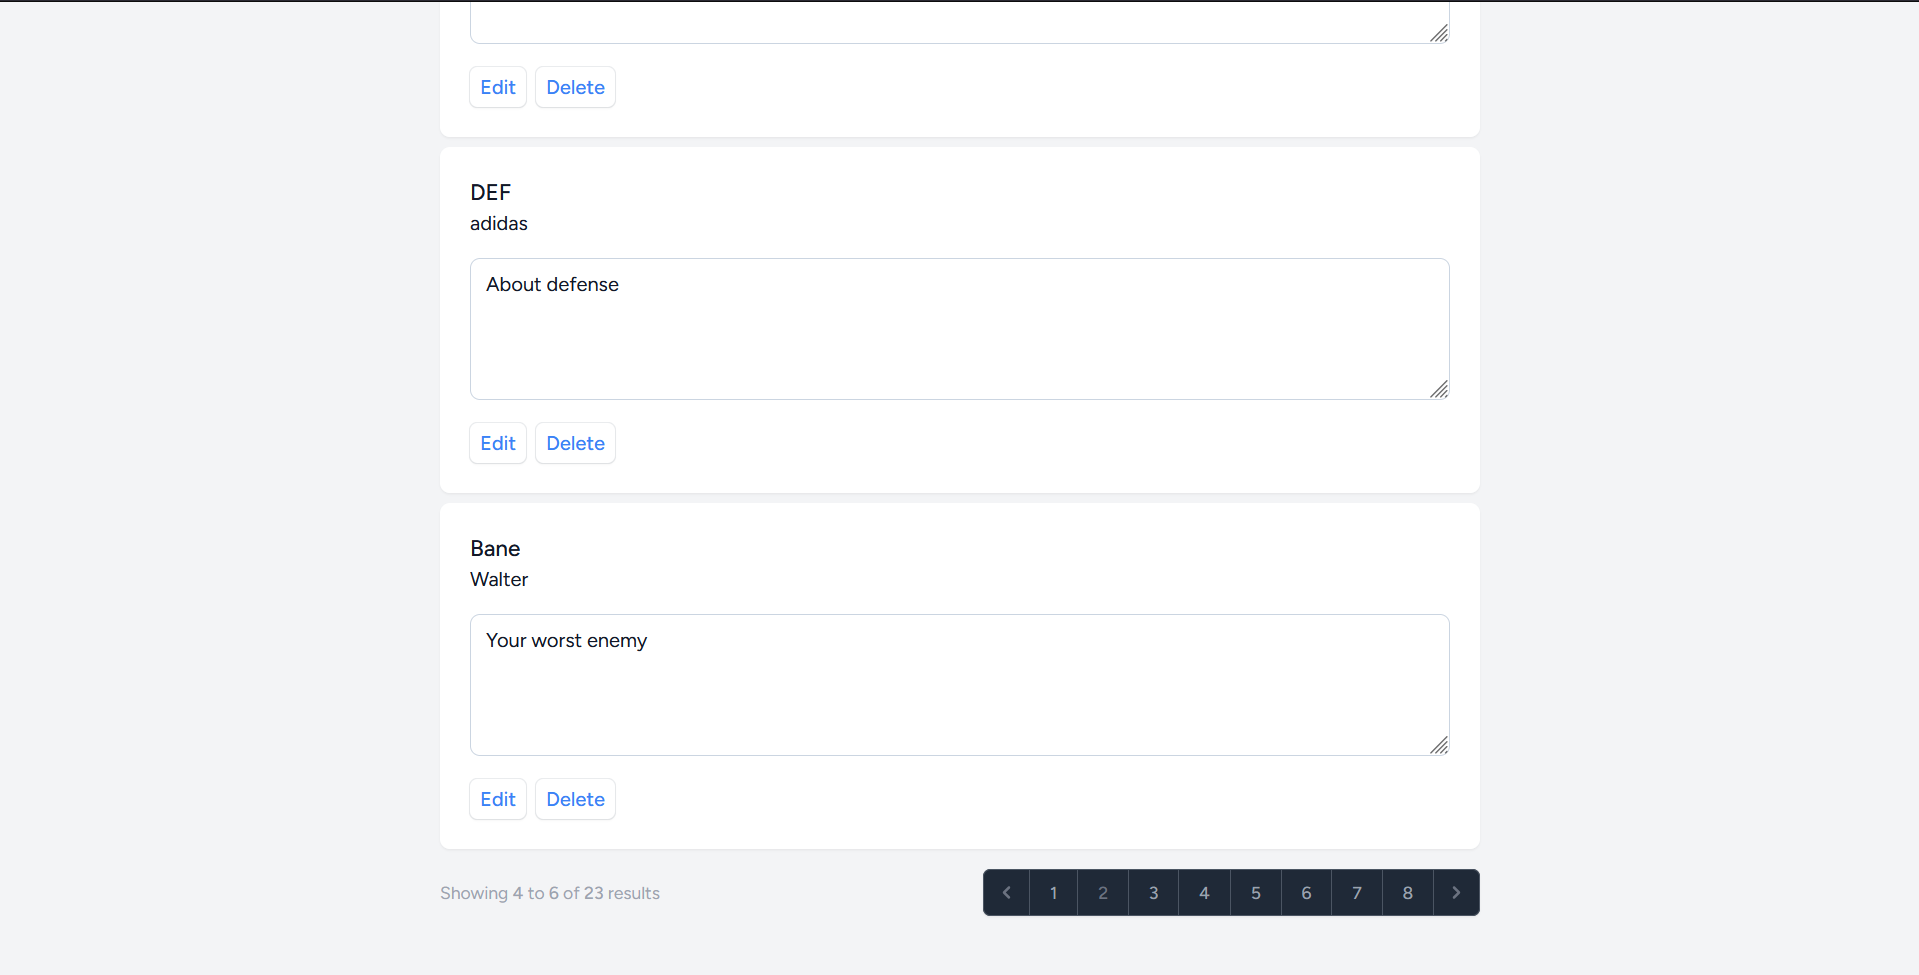 Edit Delete
DEF
adidas
About defense
Edit Delete
Bane
Walter
Your worst enemy
Edit Delete
Showing 4 to 6 of 23 results
1 2 3 4 5 6 7 8